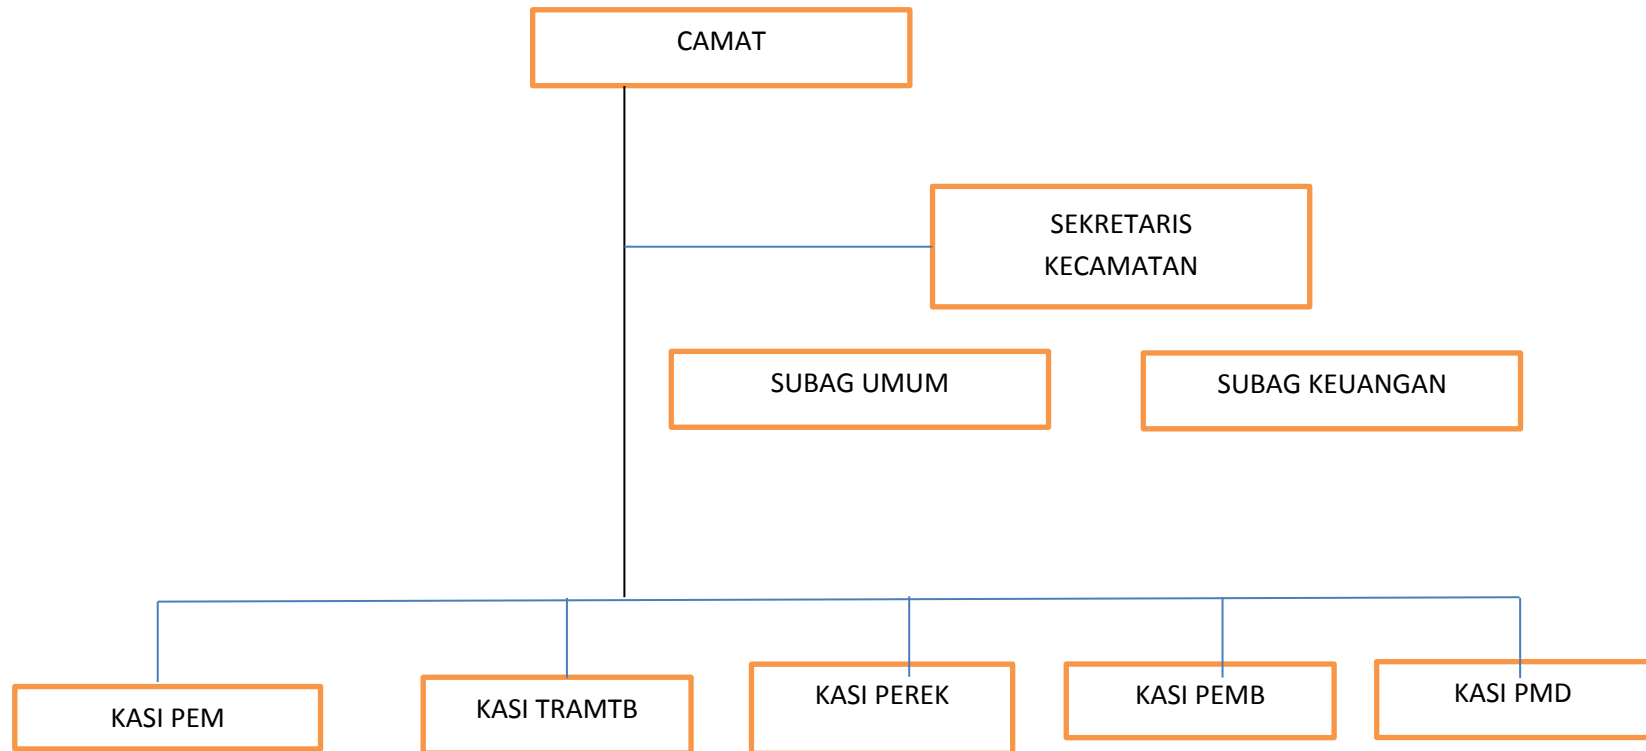 CAMAT
SEKRETARIS
KECAMATAN
SUBAG UMUM
SUBAG KEUANGAN
KASI PEM
KASI TRAMTB
KASI PEREK
KASI PEMB
KASI PMD